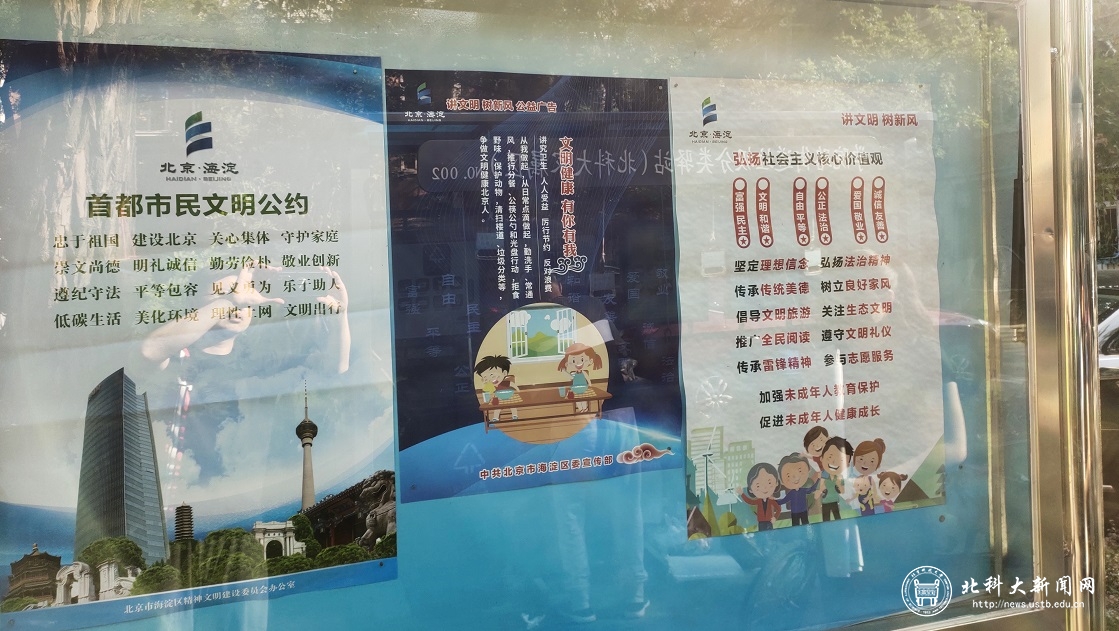 北京·海淀
HAIDIAN·BEIJING
首都市民文明公约
忠于祖国 建设北京 关心集体 守护家庭
崇文尚德 明礼诚信 勤劳俭朴 敬业创新
遵纪守法 平等包容 见义勇为 乐于助人
低碳生活 美化环境 理性上网 文明出行
北京市海淀区精神文明建设委员会办公室
北京·海淀
HAIDIAN·BEIJING
讲文明 树新风 公益广告
文明健康 有你有我
讲究卫生 人人受益 厉行节约 反对浪费
从我做起,从日常点滴做起,勤洗手、常通
风,推行分餐、公筷公勺和光盘行动,拒食
野味、保护动物,清扫楼道、垃圾分类等,
争做文明健康北京人。
中共北京市海淀区委宣传部
北京·海淀
HAIDIAN·BEIJING
讲文明 树新风
弘扬社会主义核心价值观
富强民主
文明和谐
自由平等
公正法治
爱国敬业
诚信友善
坚定理想信念 弘扬法治精神
传承传统美德 树立良好家风
倡导文明旅游 关注生态文明
推广全民阅读 遵守文明礼仪
传承雷锋精神 参与志愿服务
加强未成年人教育保护
促进未成年人健康成长
北科大新闻网
http://news.ustb.edu.cn